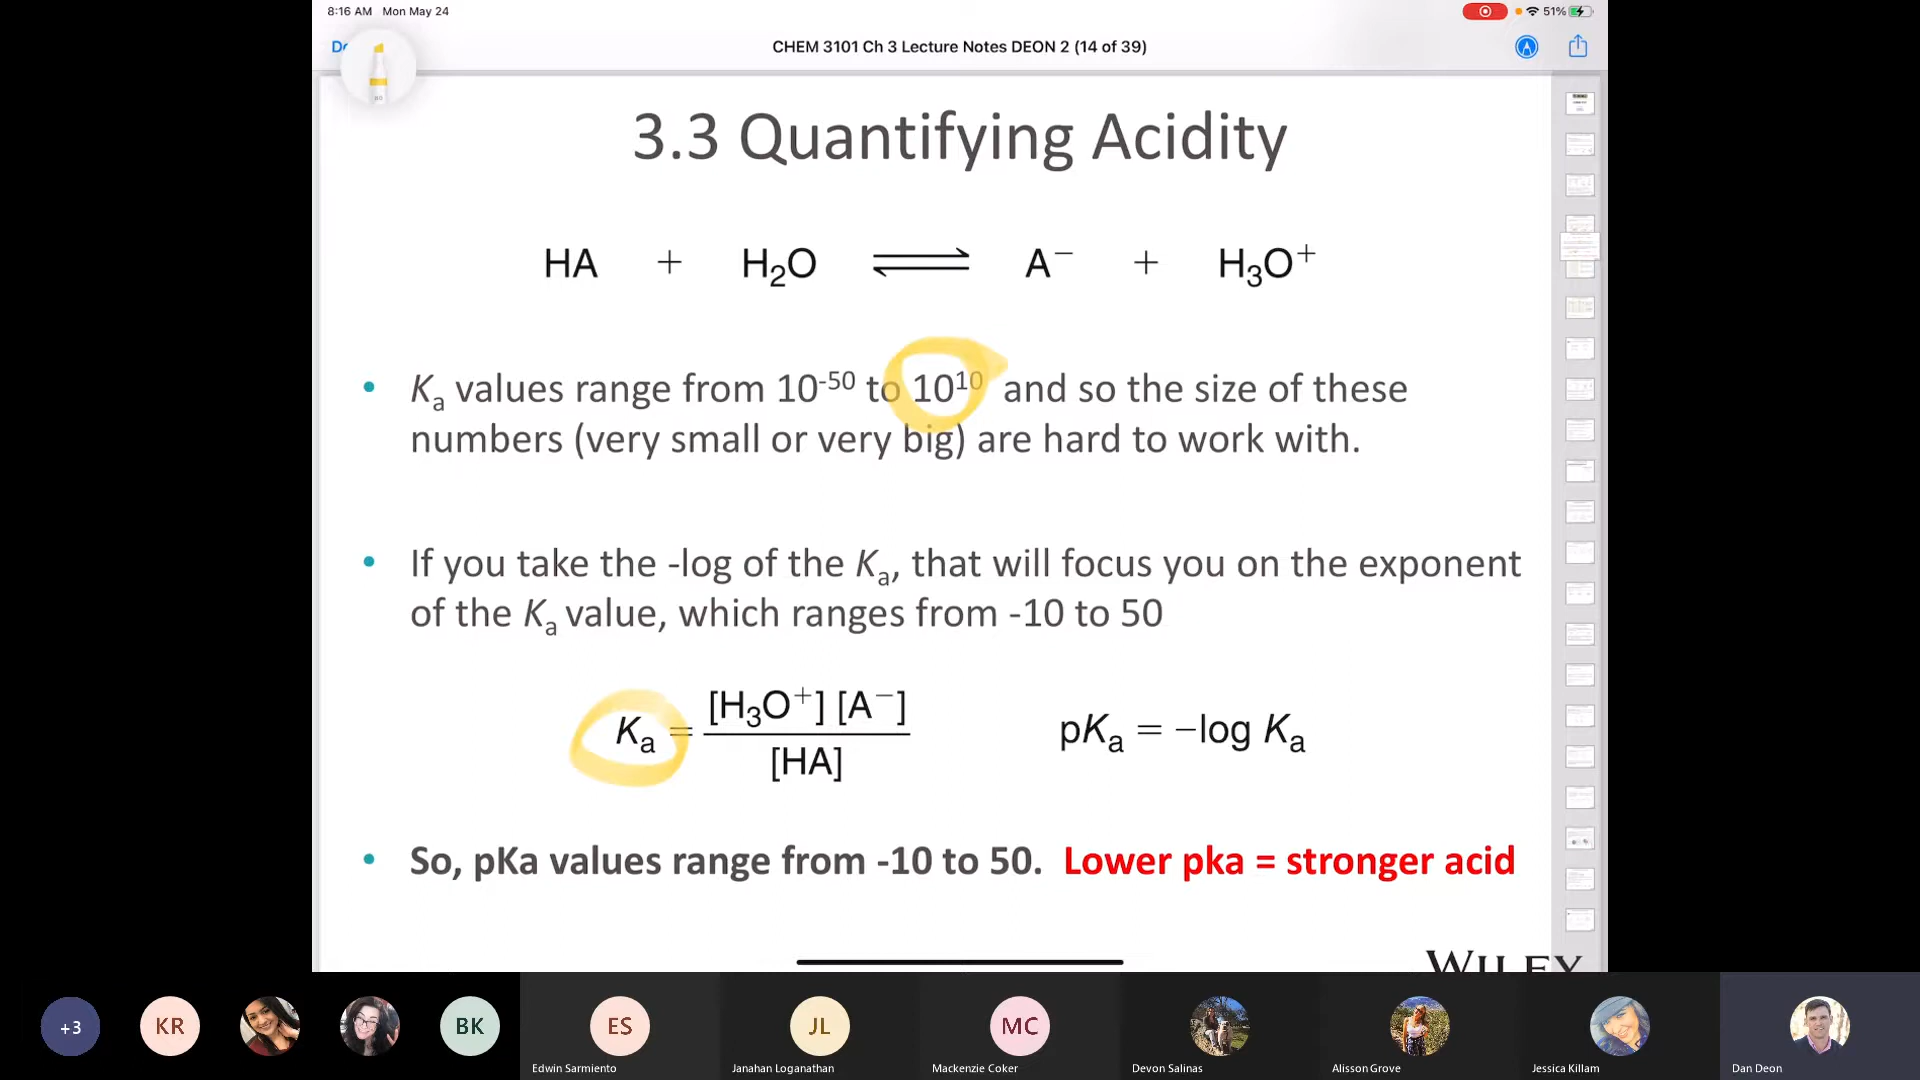 8:16 AM Mon May 24
51%
CHEM 3101 Ch 3 Lecture Notes DEON 2 (14 of 39)
3.3 Quantifying Acidity
HA + H₂O ⇌ A⁻ + H₃O⁺
• Kₐ values range from 10⁻⁵⁰ to 10¹⁰ and so the size of these
numbers (very small or very big) are hard to work with.
• If you take the -log of the Kₐ, that will focus you on the exponent
of the Kₐ value, which ranges from -10 to 50
Kₐ = [H₃O⁺] [A⁻] / [HA]
pKₐ = −log Kₐ
• So, pKa values range from -10 to 50. Lower pka = stronger acid
WILEY
+3 KR BK ES JL MC
Edwin Sarmiento Janahan Loganathan Mackenzie Coker Devon Salinas Alisson Grove Jessica Killam Dan Deon